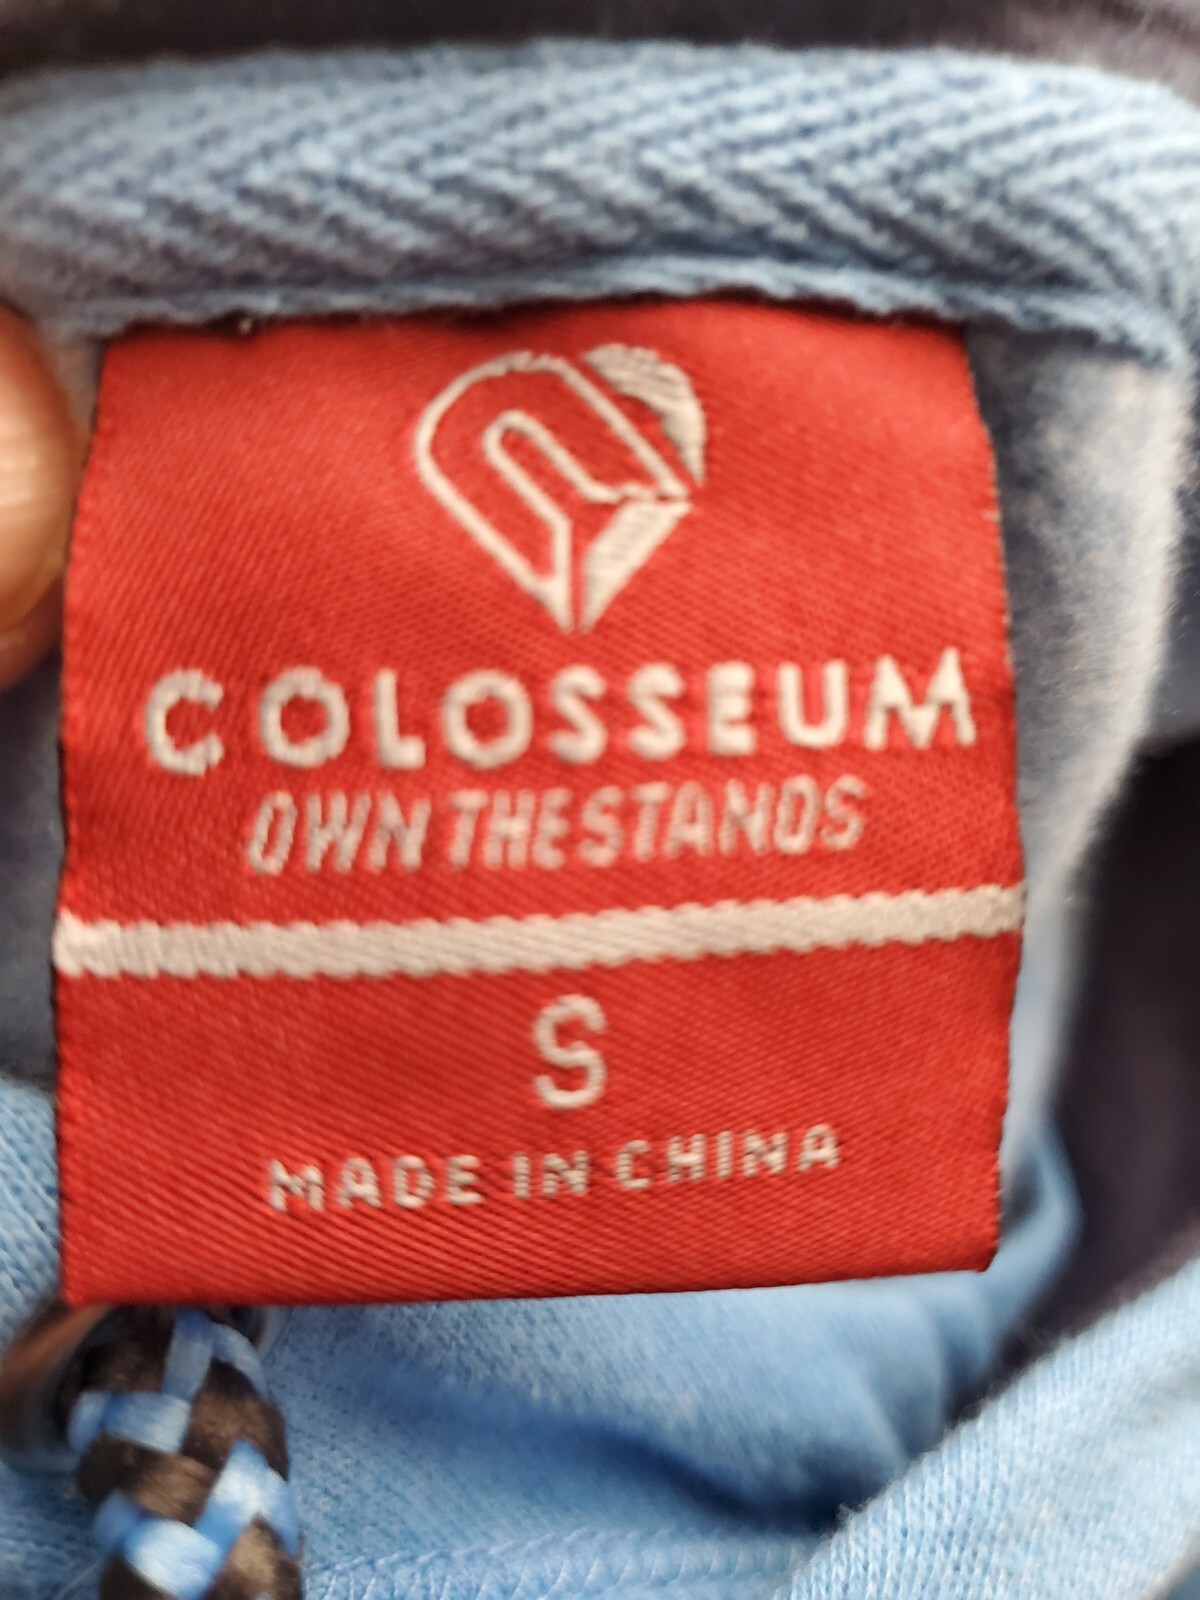 COLOSSEUM
OWN THE STANDS
S
MADE IN CHINA